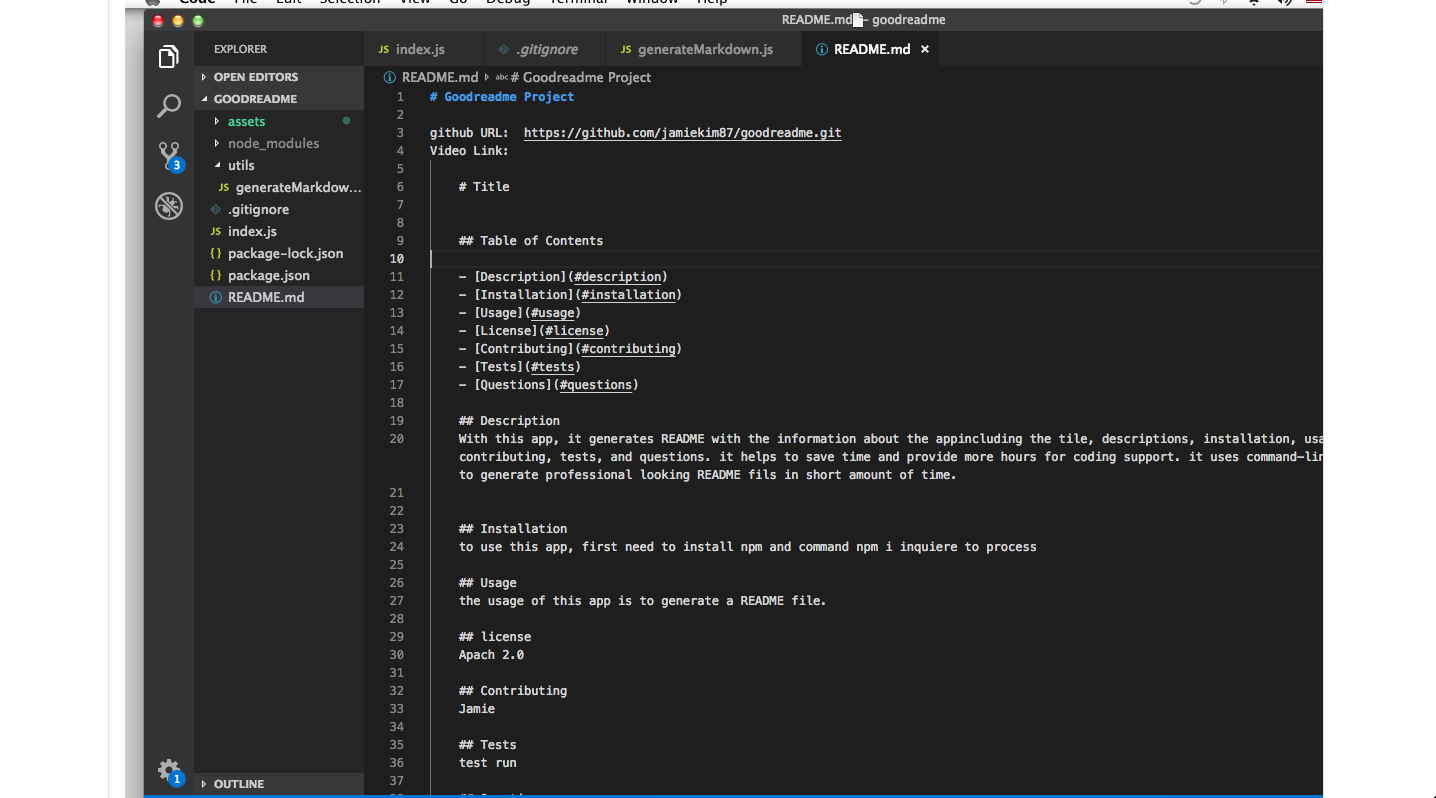 Code File Edit Selection View Go Debug Terminal Window Help
README.md — goodreadme
EXPLORER
OPEN EDITORS
GOODREADME
assets
node_modules
utils
JS generateMarkdow...
.gitignore
JS index.js
{} package-lock.json
{} package.json
README.md
OUTLINE
3
1
JS index.js
.gitignore
JS generateMarkdown.js
README.md ×
README.md abc # Goodreadme Project
1 # Goodreadme Project
2
3 github URL: https://github.com/jamiekim87/goodreadme.git
4 Video Link:
5
6 # Title
7
8
9 ## Table of Contents
10
11 - [Description](#description)
12 - [Installation](#installation)
13 - [Usage](#usage)
14 - [License](#license)
15 - [Contributing](#contributing)
16 - [Tests](#tests)
17 - [Questions](#questions)
18
19 ## Description
20 With this app, it generates README with the information about the appincluding the tile, descriptions, installation, usa
contributing, tests, and questions. it helps to save time and provide more hours for coding support. it uses command-lin
to generate professional looking README fils in short amount of time.
21
22
23 ## Installation
24 to use this app, first need to install npm and command npm i inquiere to process
25
26 ## Usage
27 the usage of this app is to generate a README file.
28
29 ## license
30 Apach 2.0
31
32 ## Contributing
33 Jamie
34
35 ## Tests
36 test run
37